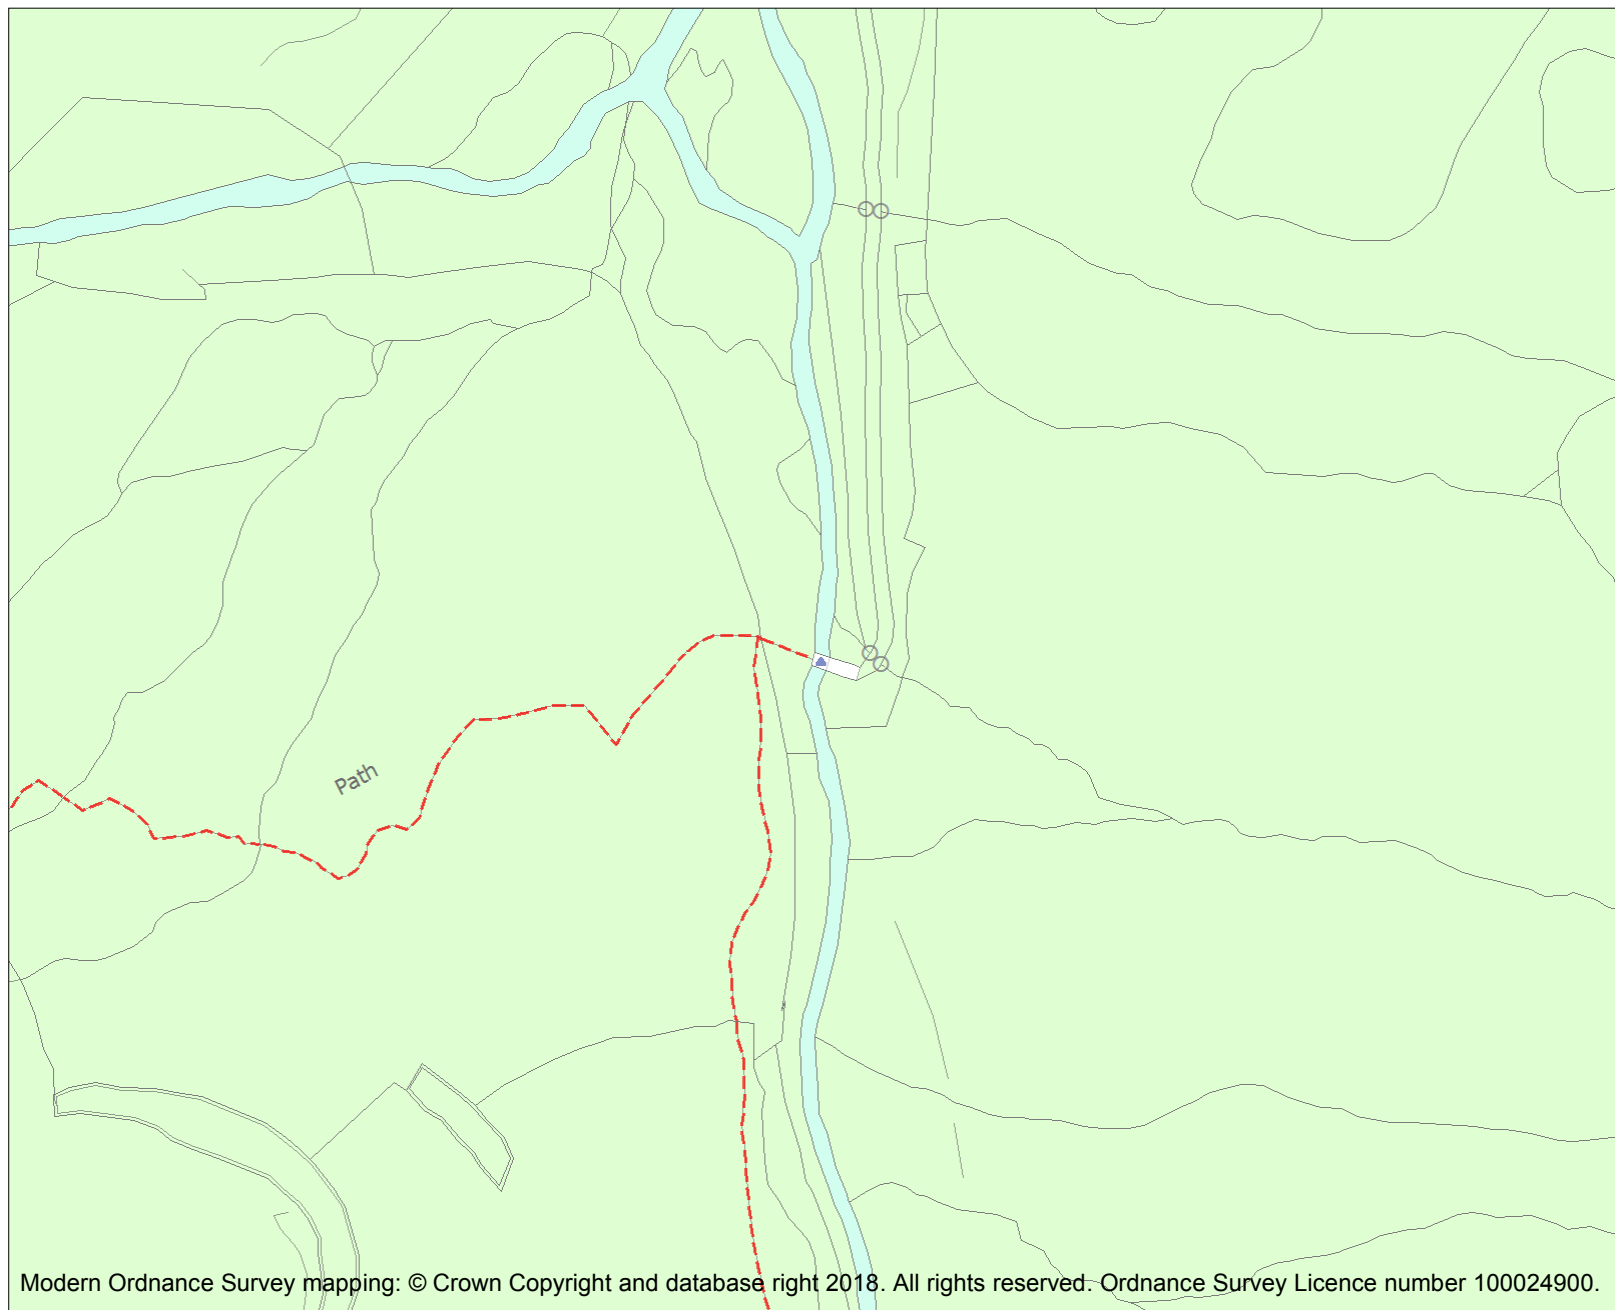 Path
Modern Ordnance Survey mapping: © Crown Copyright and database right 2018. All rights reserved. Ordnance Survey Licence number 100024900.